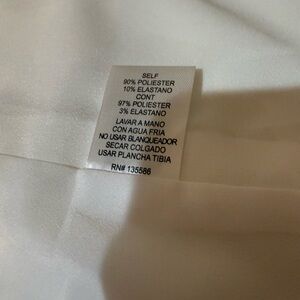 SELF
90% POLIESTER
10% ELASTANO
CONT
97% POLIESTER
3% ELASTANO
LAVAR A MANO
CON AGUA FRIA
NO USAR BLANQUEADOR
SECAR COLGADO
USAR PLANCHA TIBIA
RN# 135586